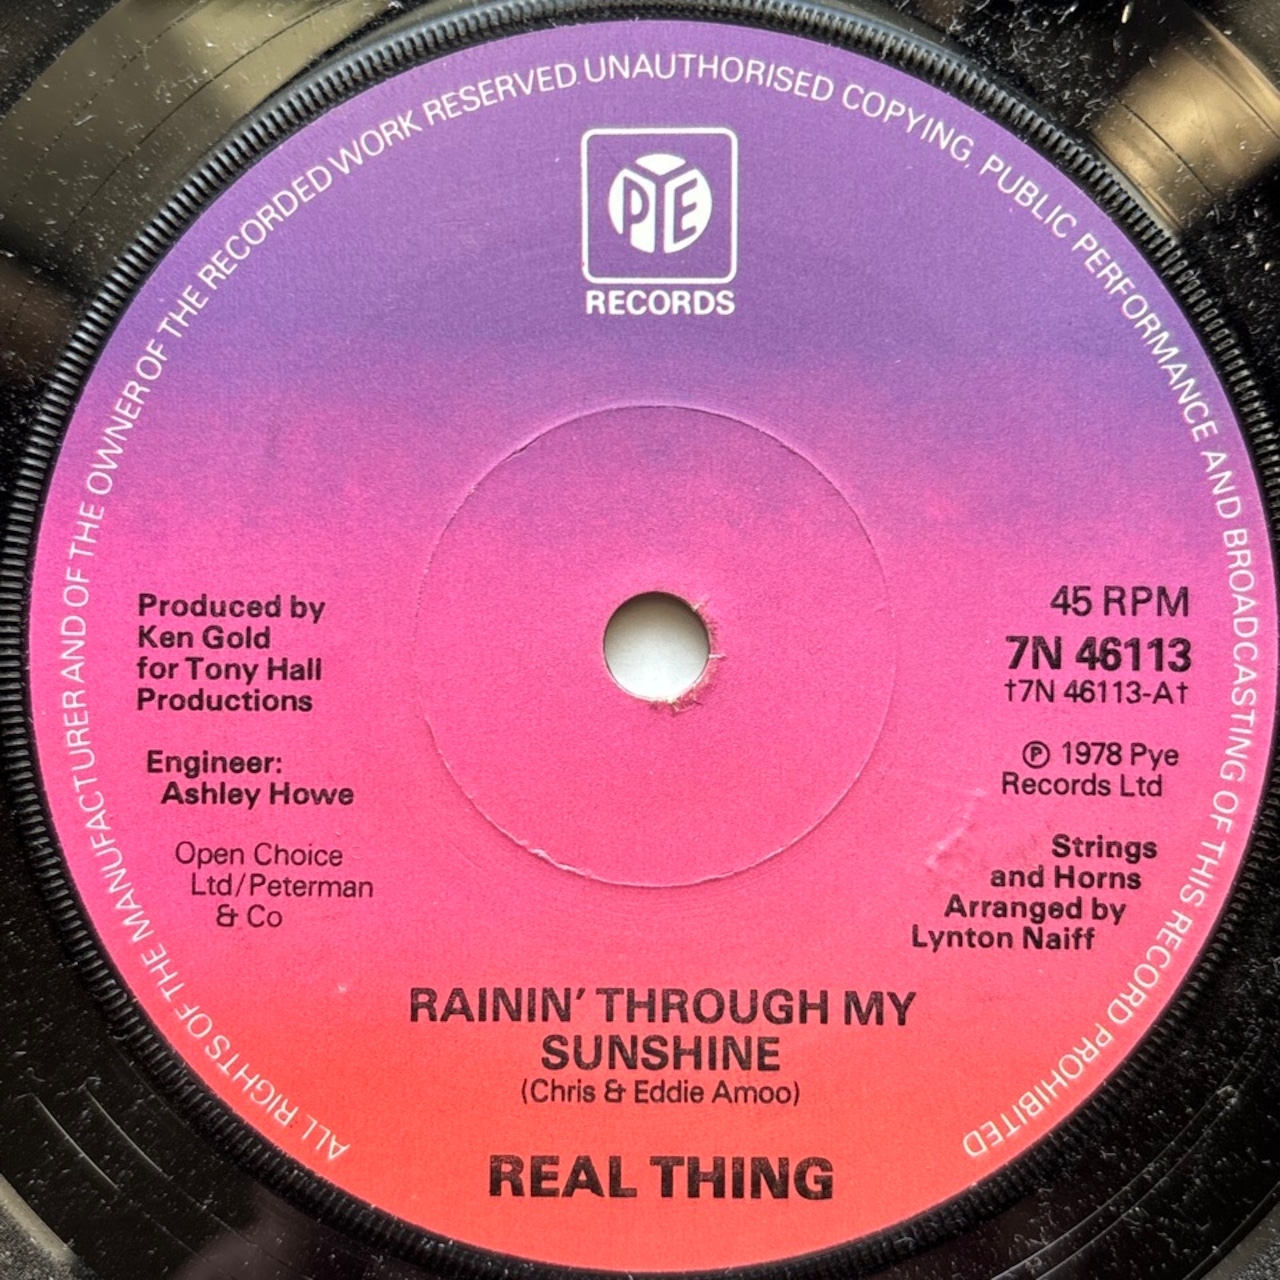 ALL RIGHTS OF THE MANUFACTURER AND OF THE OWNER OF THE RECORDED WORK RESERVED. UNAUTHORISED COPYING, PUBLIC PERFORMANCE AND BROADCASTING OF THIS RECORD PROHIBITED
PYE
RECORDS
Produced by
Ken Gold
for Tony Hall
Productions
Engineer:
Ashley Howe
Open Choice
Ltd/Peterman
& Co
45 RPM
7N 46113
†7N 46113-A†
℗ 1978 Pye
Records Ltd
Strings
and Horns
Arranged by
Lynton Naiff
RAININ' THROUGH MY
SUNSHINE
(Chris & Eddie Amoo)
REAL THING